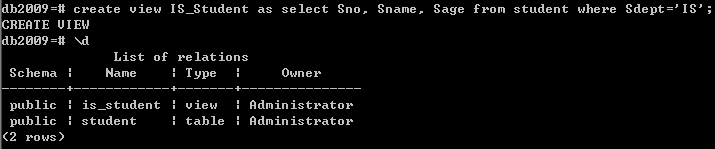 db2009=# create view IS_Student as select Sno, Sname, Sage from student where Sdept='IS';
CREATE VIEW
db2009=# \d
List of relations
Schema | Name | Type | Owner
--------+------------+-------+---------------
public | is_student | view | Administrator
public | student | table | Administrator
(2 rows)